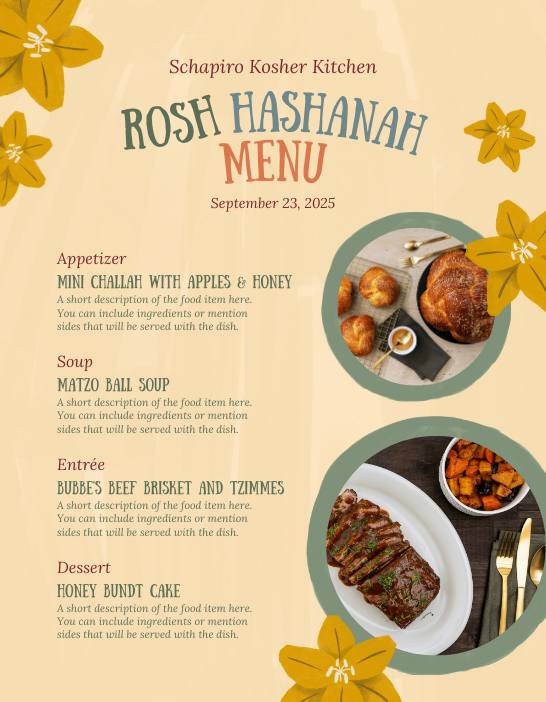 Schapiro Kosher Kitchen
ROSH HASHANAH
MENU
September 23, 2025
Appetizer
MINI CHALLAH WITH APPLES & HONEY
A short description of the food item here.
You can include ingredients or mention
sides that will be served with the dish.
Soup
MATZO BALL SOUP
A short description of the food item here.
You can include ingredients or mention
sides that will be served with the dish.
Entrée
BUBBE'S BEEF BRISKET AND TZIMMES
A short description of the food item here.
You can include ingredients or mention
sides that will be served with the dish.
Dessert
HONEY BUNDT CAKE
A short description of the food item here.
You can include ingredients or mention
sides that will be served with the dish.